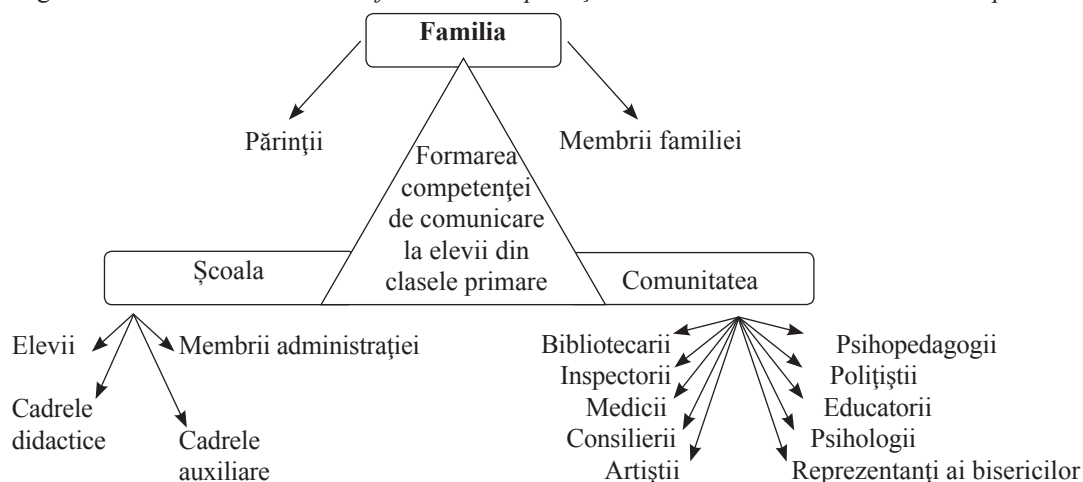 Familia
Părinţii
Membrii familiei
Formarea
competenţei
de comunicare
la elevii din
clasele primare
Școala
Comunitatea
Elevii
Membrii administraţiei
Cadrele
didactice
Cadrele
auxiliare
Bibliotecarii
Inspectorii
Medicii
Consilierii
Artiştii
Psihopedagogii
Poliţiştii
Educatorii
Psihologii
Reprezentanţi ai bisericilor